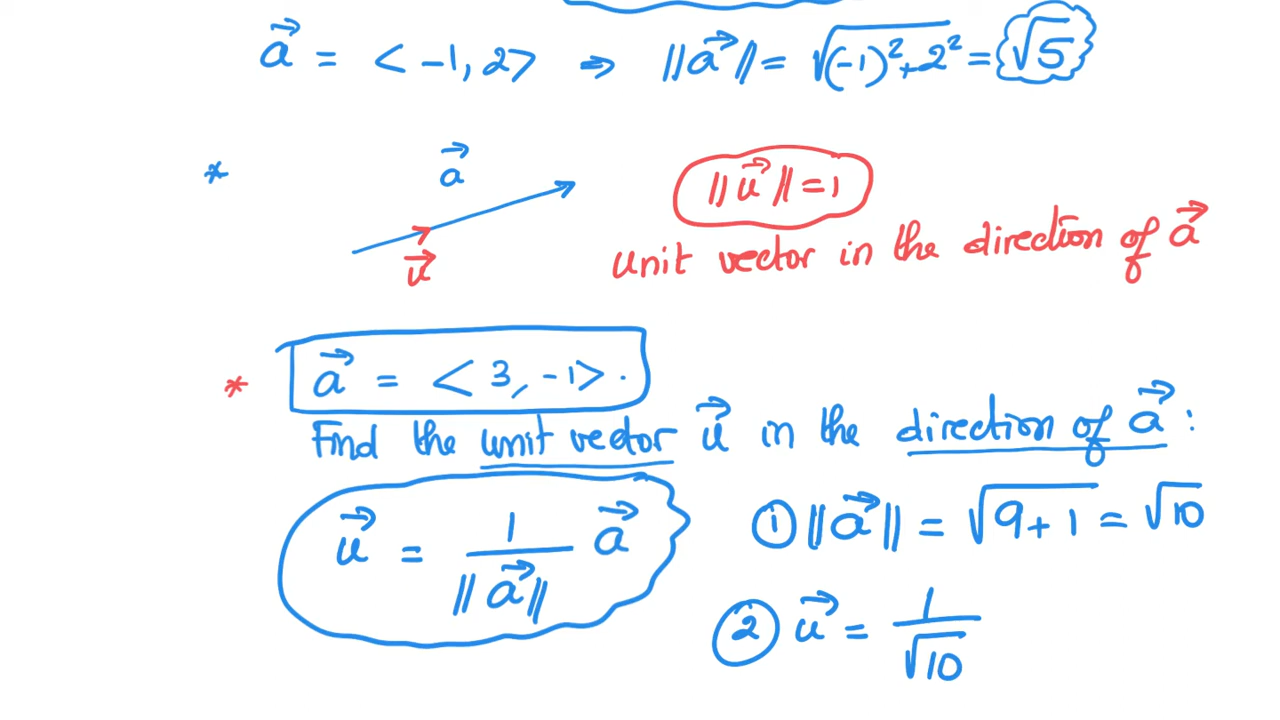 a⃗ = < -1, 2> ⇒ ||a⃗|| = √((-1)²+2²) = √5
* a⃗ ||u⃗|| = 1
u⃗ unit vector in the direction of a⃗
* a⃗ = < 3, -1> .
Find the unit vector u⃗ in the direction of a⃗ :
u⃗ = 1/||a⃗|| a⃗
① ||a⃗|| = √(9+1) = √10
② u⃗ = 1/√10